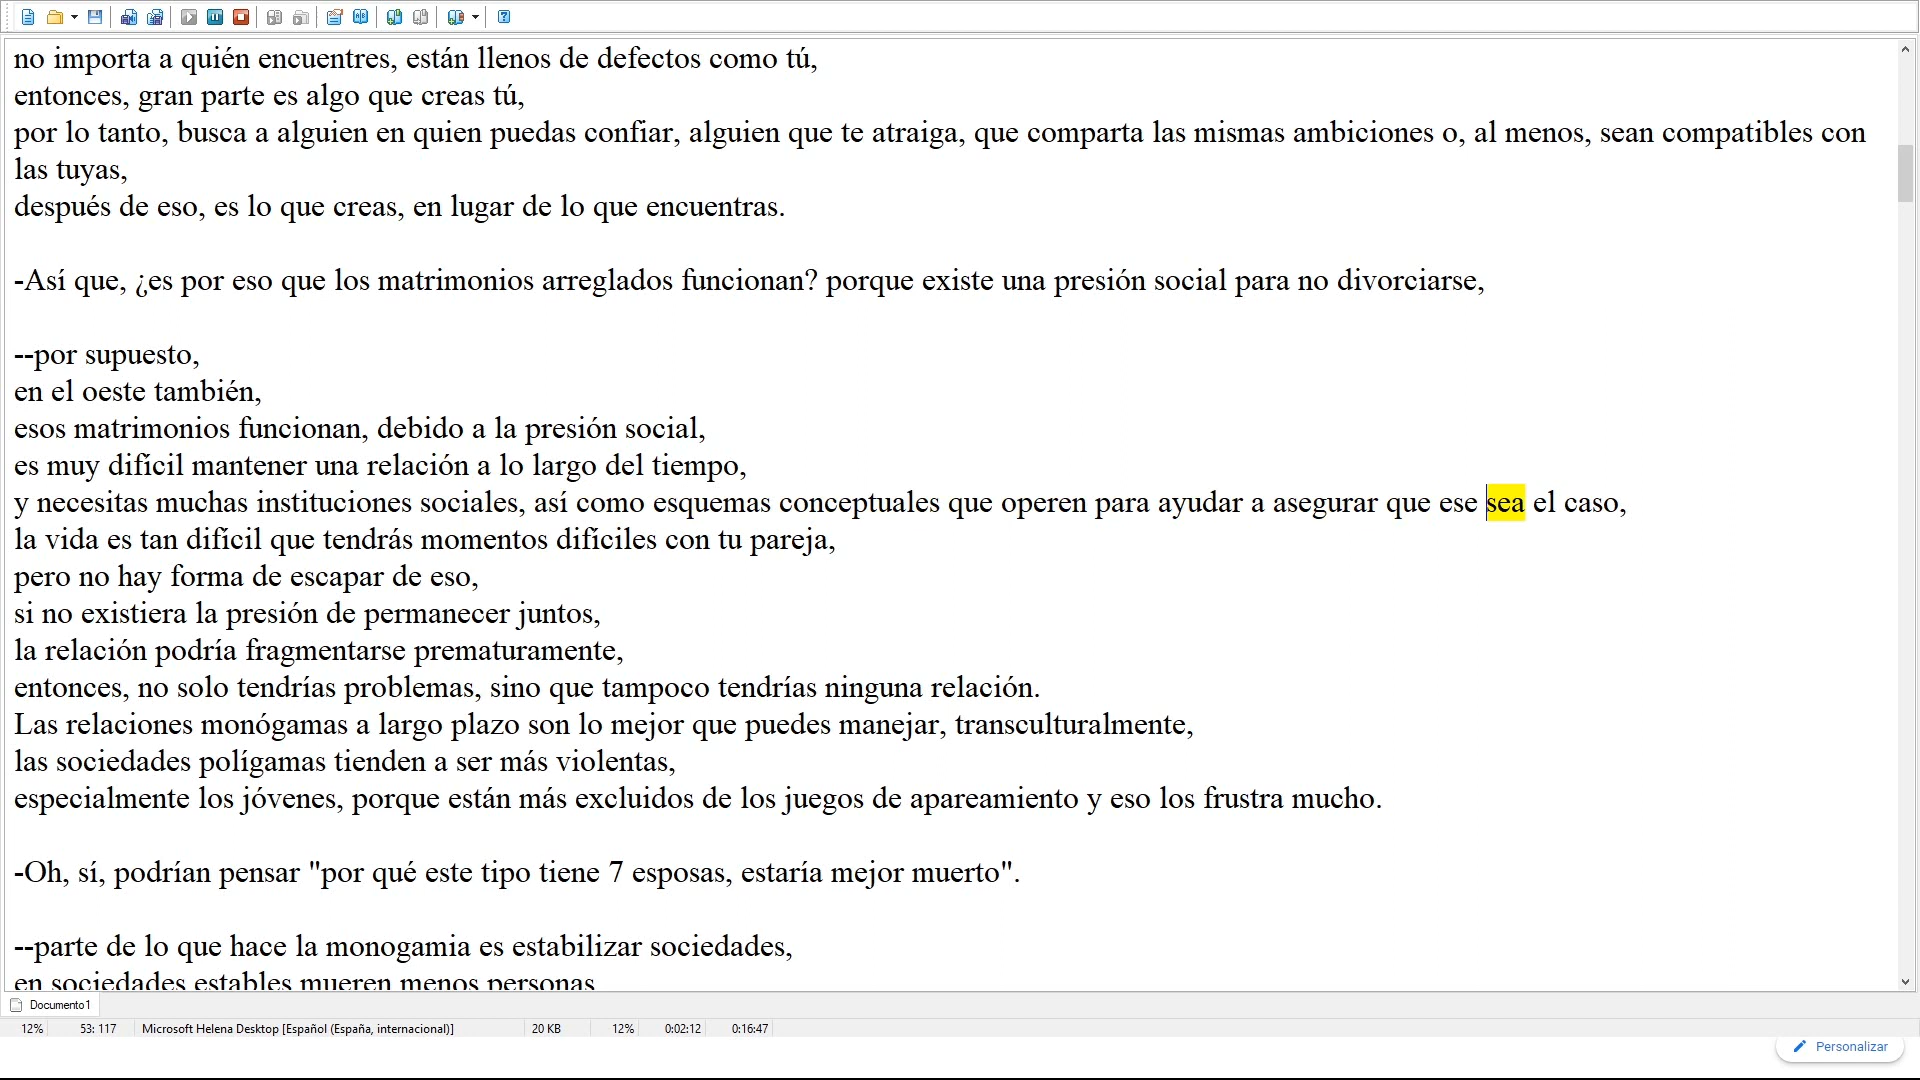 no importa a quién encuentres, están llenos de defectos como tú,
entonces, gran parte es algo que creas tú,
por lo tanto, busca a alguien en quien puedas confiar, alguien que te atraiga, que comparta las mismas ambiciones o, al menos, sean compatibles con
las tuyas,
después de eso, es lo que creas, en lugar de lo que encuentras.
-Así que, ¿es por eso que los matrimonios arreglados funcionan? porque existe una presión social para no divorciarse,
--por supuesto,
en el oeste también,
esos matrimonios funcionan, debido a la presión social,
es muy difícil mantener una relación a lo largo del tiempo,
y necesitas muchas instituciones sociales, así como esquemas conceptuales que operen para ayudar a asegurar que ese sea el caso,
la vida es tan difícil que tendrás momentos difíciles con tu pareja,
pero no hay forma de escapar de eso,
si no existiera la presión de permanecer juntos,
la relación podría fragmentarse prematuramente,
entonces, no solo tendrías problemas, sino que tampoco tendrías ninguna relación.
Las relaciones monógamas a largo plazo son lo mejor que puedes manejar, transculturalmente,
las sociedades polígamas tienden a ser más violentas,
especialmente los jóvenes, porque están más excluidos de los juegos de apareamiento y eso los frustra mucho.
-Oh, sí, podrían pensar "por qué este tipo tiene 7 esposas, estaría mejor muerto".
--parte de lo que hace la monogamia es estabilizar sociedades,
en sociedades estables mueren menos personas
Documento1
12% 53: 117 Microsoft Helena Desktop [Español (España, internacional)] 20 KB 12% 0:02:12 0:16:47
Personalizar